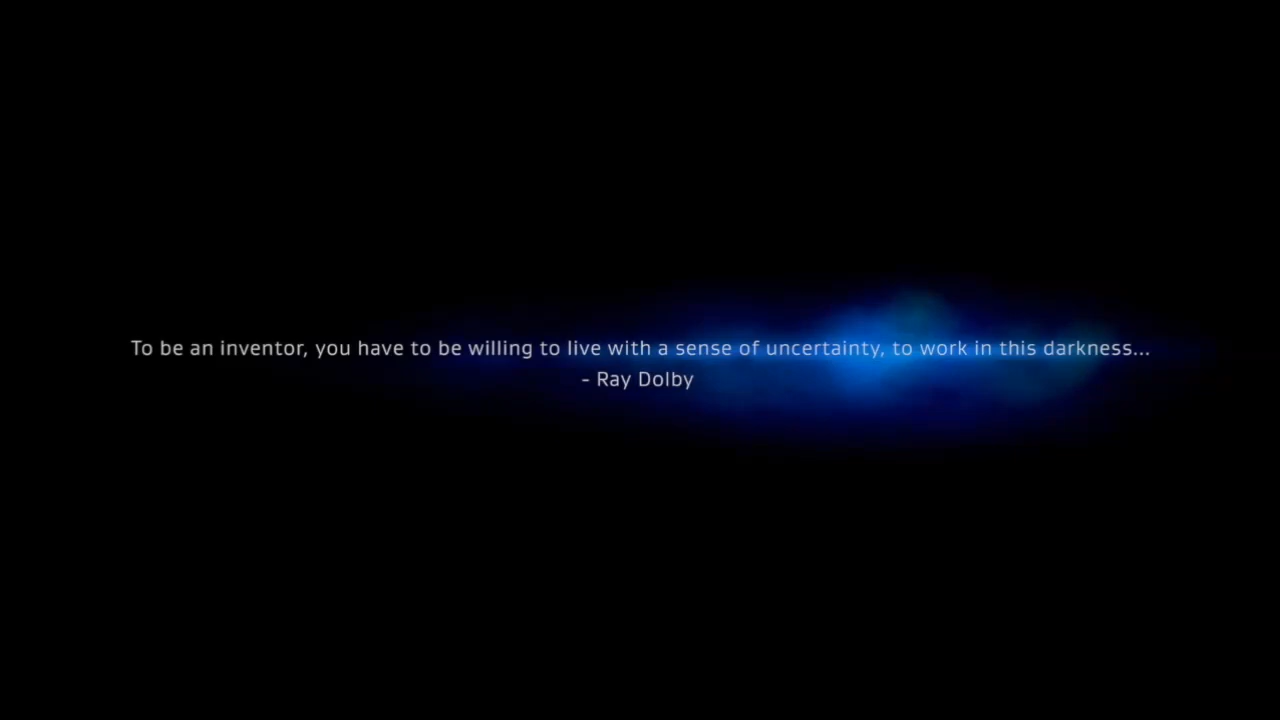 To be an inventor, you have to be willing to live with a sense of uncertainty, to work in this darkness...
- Ray Dolby